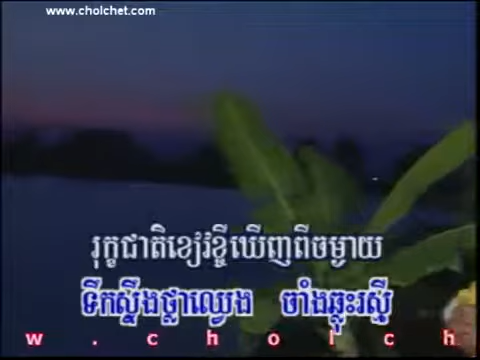 www.cholchet.com
រុក្ខជាតិខៀវខ្ចីឃើញពីចម្ងាយ
ទឹកស្ទឹងថ្លាឈ្វេង ចាំងឆ្លុះរស្មី
w . c h o l c h